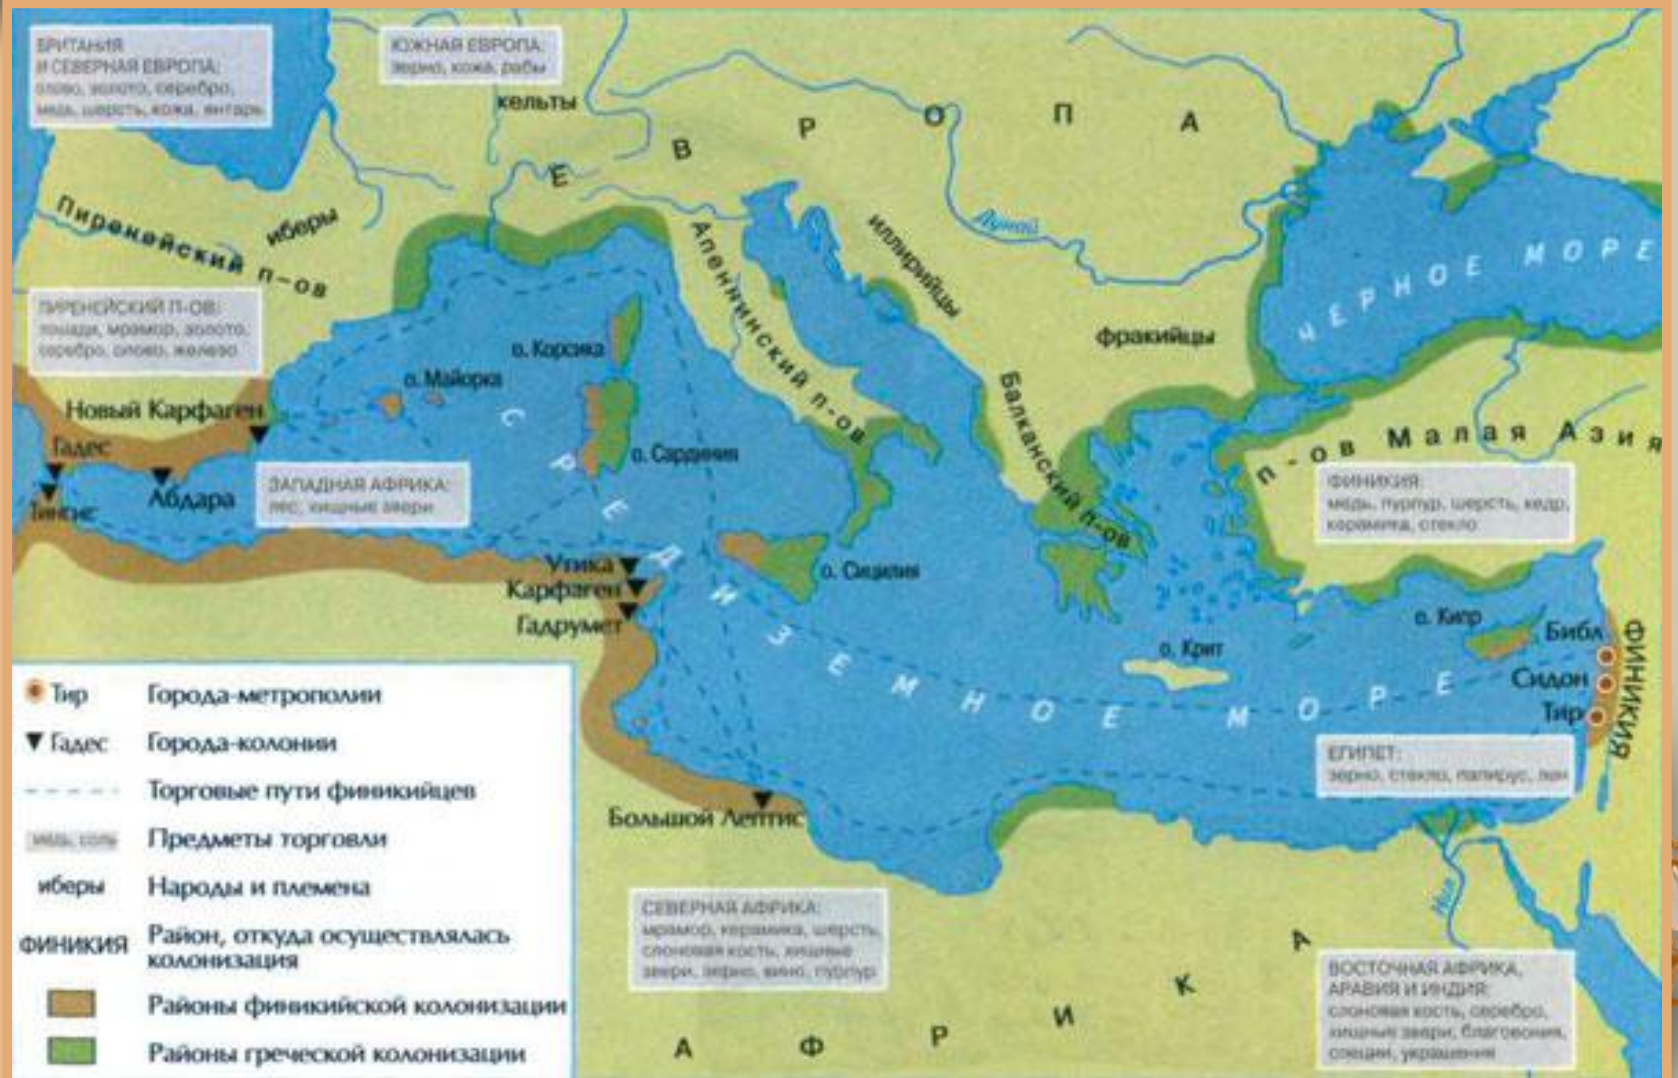 БРИТАНИЯ
И СЕВЕРНАЯ ЕВРОПА:
олово, золото, серебро,
медь, шерсть, кожа, янтарь
ЮЖНАЯ ЕВРОПА:
зерно, кожа, рабы
кельты
ЕВРОПА
Пиренейский п-ов
иберы
Апеннинский п-ов
иллирийцы
Дунай
ЧЕРНОЕ МОРЕ
ПИРЕНЕЙСКИЙ П-ОВ:
лошади, мрамор, золото,
серебро, олово, железо
о. Корсика
фракийцы
о. Майорка
Балканский п-ов
Новый Карфаген
п-ов Малая Азия
Гадес
о. Сардиния
Тингис
Абдара
ЗАПАДНАЯ АФРИКА:
лес, хищные звери
ФИНИКИЯ:
медь, пурпур, шерсть, кедр,
керамика, стекло
СРЕДИЗЕМНОЕ МОРЕ
Утика
Карфаген
Гадрумет
о. Сицилия
о. Крит
о. Кипр
Библ
Сидон
Тир
ФИНИКИЯ
ЕГИПЕТ:
зерно, стекло, папирус, лен
Большой Лептис
Нил
СЕВЕРНАЯ АФРИКА:
мрамор, керамика, шерсть,
слоновая кость, хищные
звери, зерно, вино, пурпур
АФРИКА
ВОСТОЧНАЯ АФРИКА,
АРАВИЯ И ИНДИЯ:
слоновая кость, серебро,
хищные звери, благовония,
специи, украшения
Тир Города-метрополии
Гадес Города-колонии
Торговые пути финикийцев
медь, соль Предметы торговли
иберы Народы и племена
ФИНИКИЯ Район, откуда осуществлялась
колонизация
Районы финикийской колонизации
Районы греческой колонизации